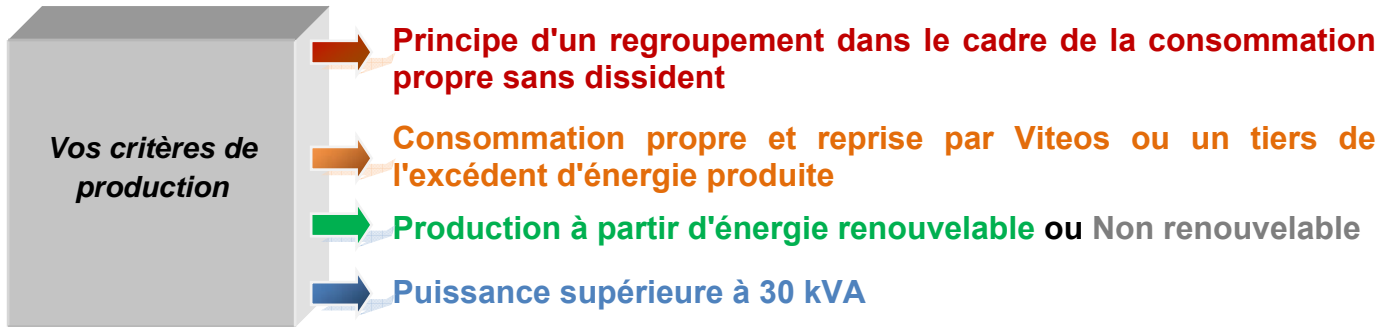 Vos critères de
production
Principe d'un regroupement dans le cadre de la consommation
propre sans dissident
Consommation propre et reprise par Viteos ou un tiers de
l'excédent d'énergie produite
Production à partir d'énergie renouvelable ou Non renouvelable
Puissance supérieure à 30 kVA